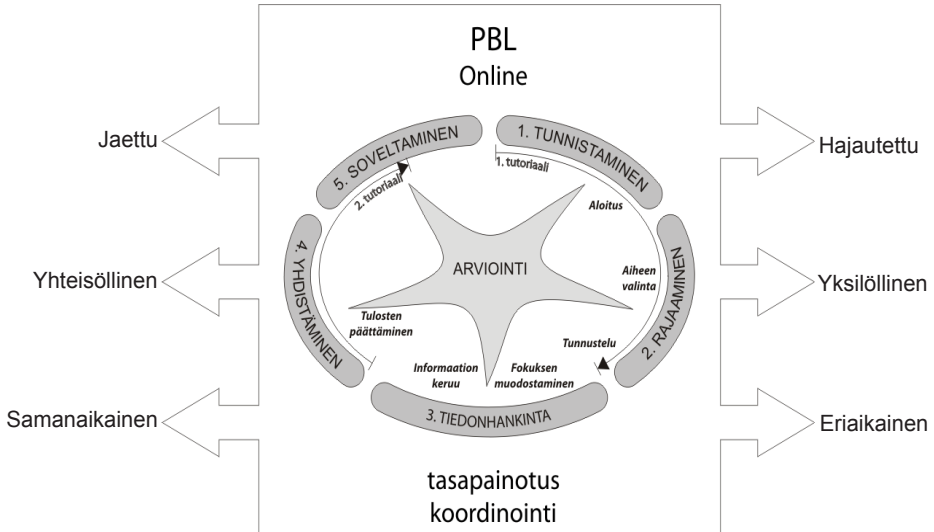 PBL
Online
Jaettu
Hajautettu
Yhteisöllinen
Yksilöllinen
Samanaikainen
Eriaikainen
1. TUNNISTAMINEN
1. tutoriaali
Aloitus
2. RAJAAMINEN
Aiheen
valinta
Tunnustelu
3. TIEDONHANKINTA
Fokuksen
muodostaminen
Informaation
keruu
4. YHDISTÄMINEN
Tulosten
päättäminen
5. SOVELTAMINEN
2. tutoriaali
ARVIOINTI
tasapainotus
koordinointi